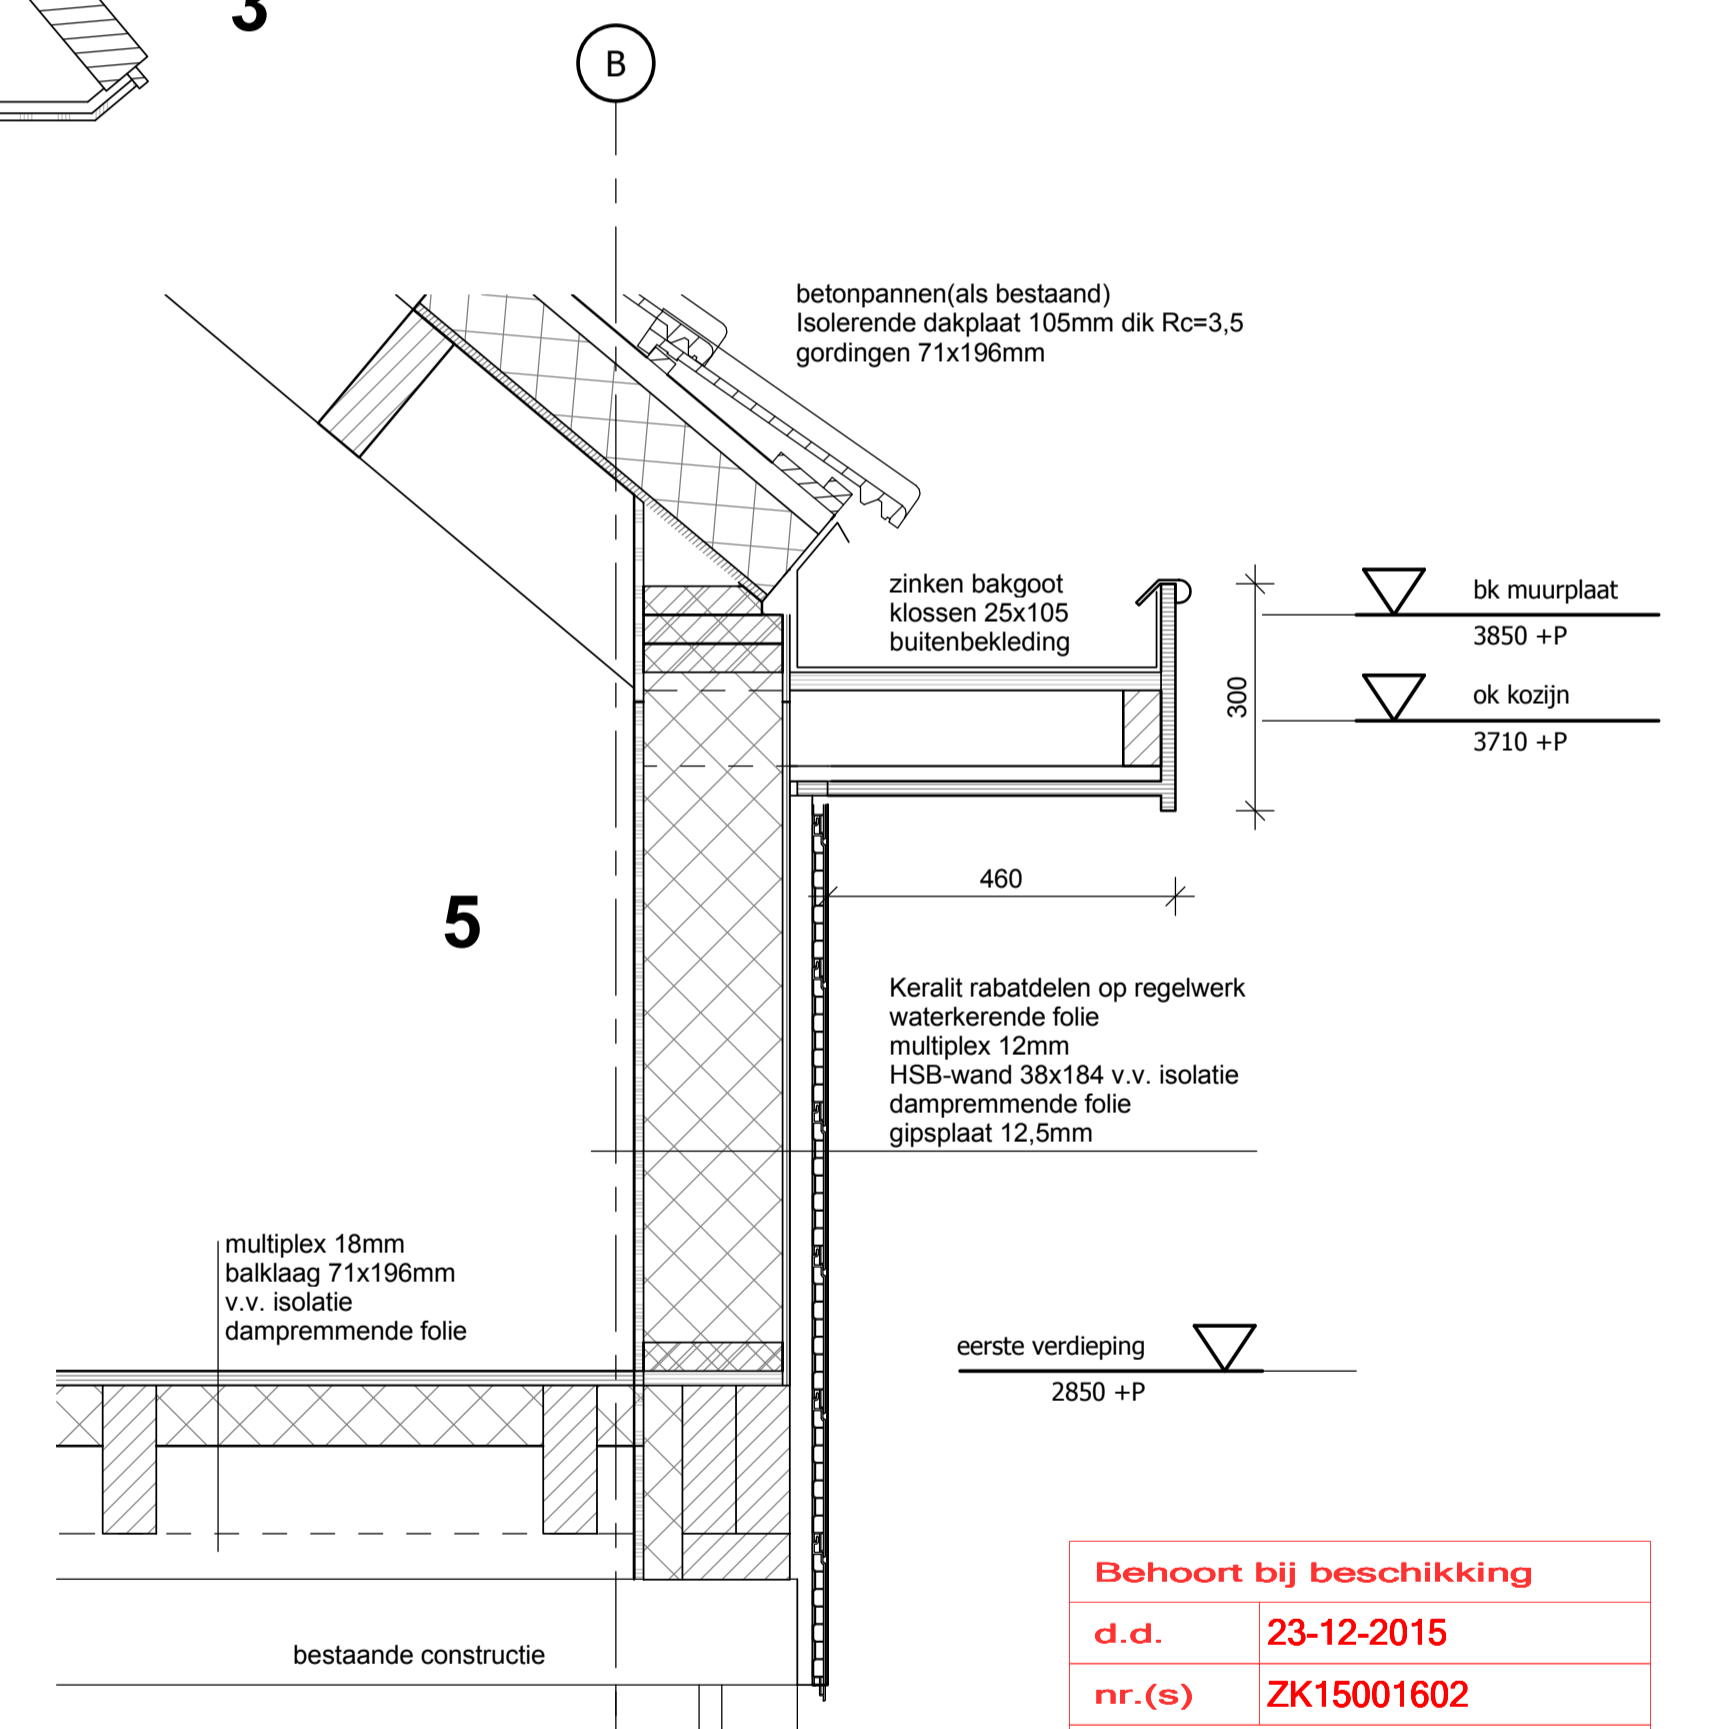 3
B
betonpannen(als bestaand)
Isolerende dakplaat 105mm dik Rc=3,5
gordingen 71x196mm
zinken bakgoot
klossen 25x105
buitenbekleding
bk muurplaat
3850 +P
300
ok kozijn
3710 +P
460
5
Keralit rabatdelen op regelwerk
waterkerende folie
multiplex 12mm
HSB-wand 38x184 v.v. isolatie
dampremmende folie
gipsplaat 12,5mm
multiplex 18mm
balklaag 71x196mm
v.v. isolatie
dampremmende folie
eerste verdieping
2850 +P
bestaande constructie
Behoort bij beschikking
d.d. 23-12-2015
nr.(s) ZK15001602